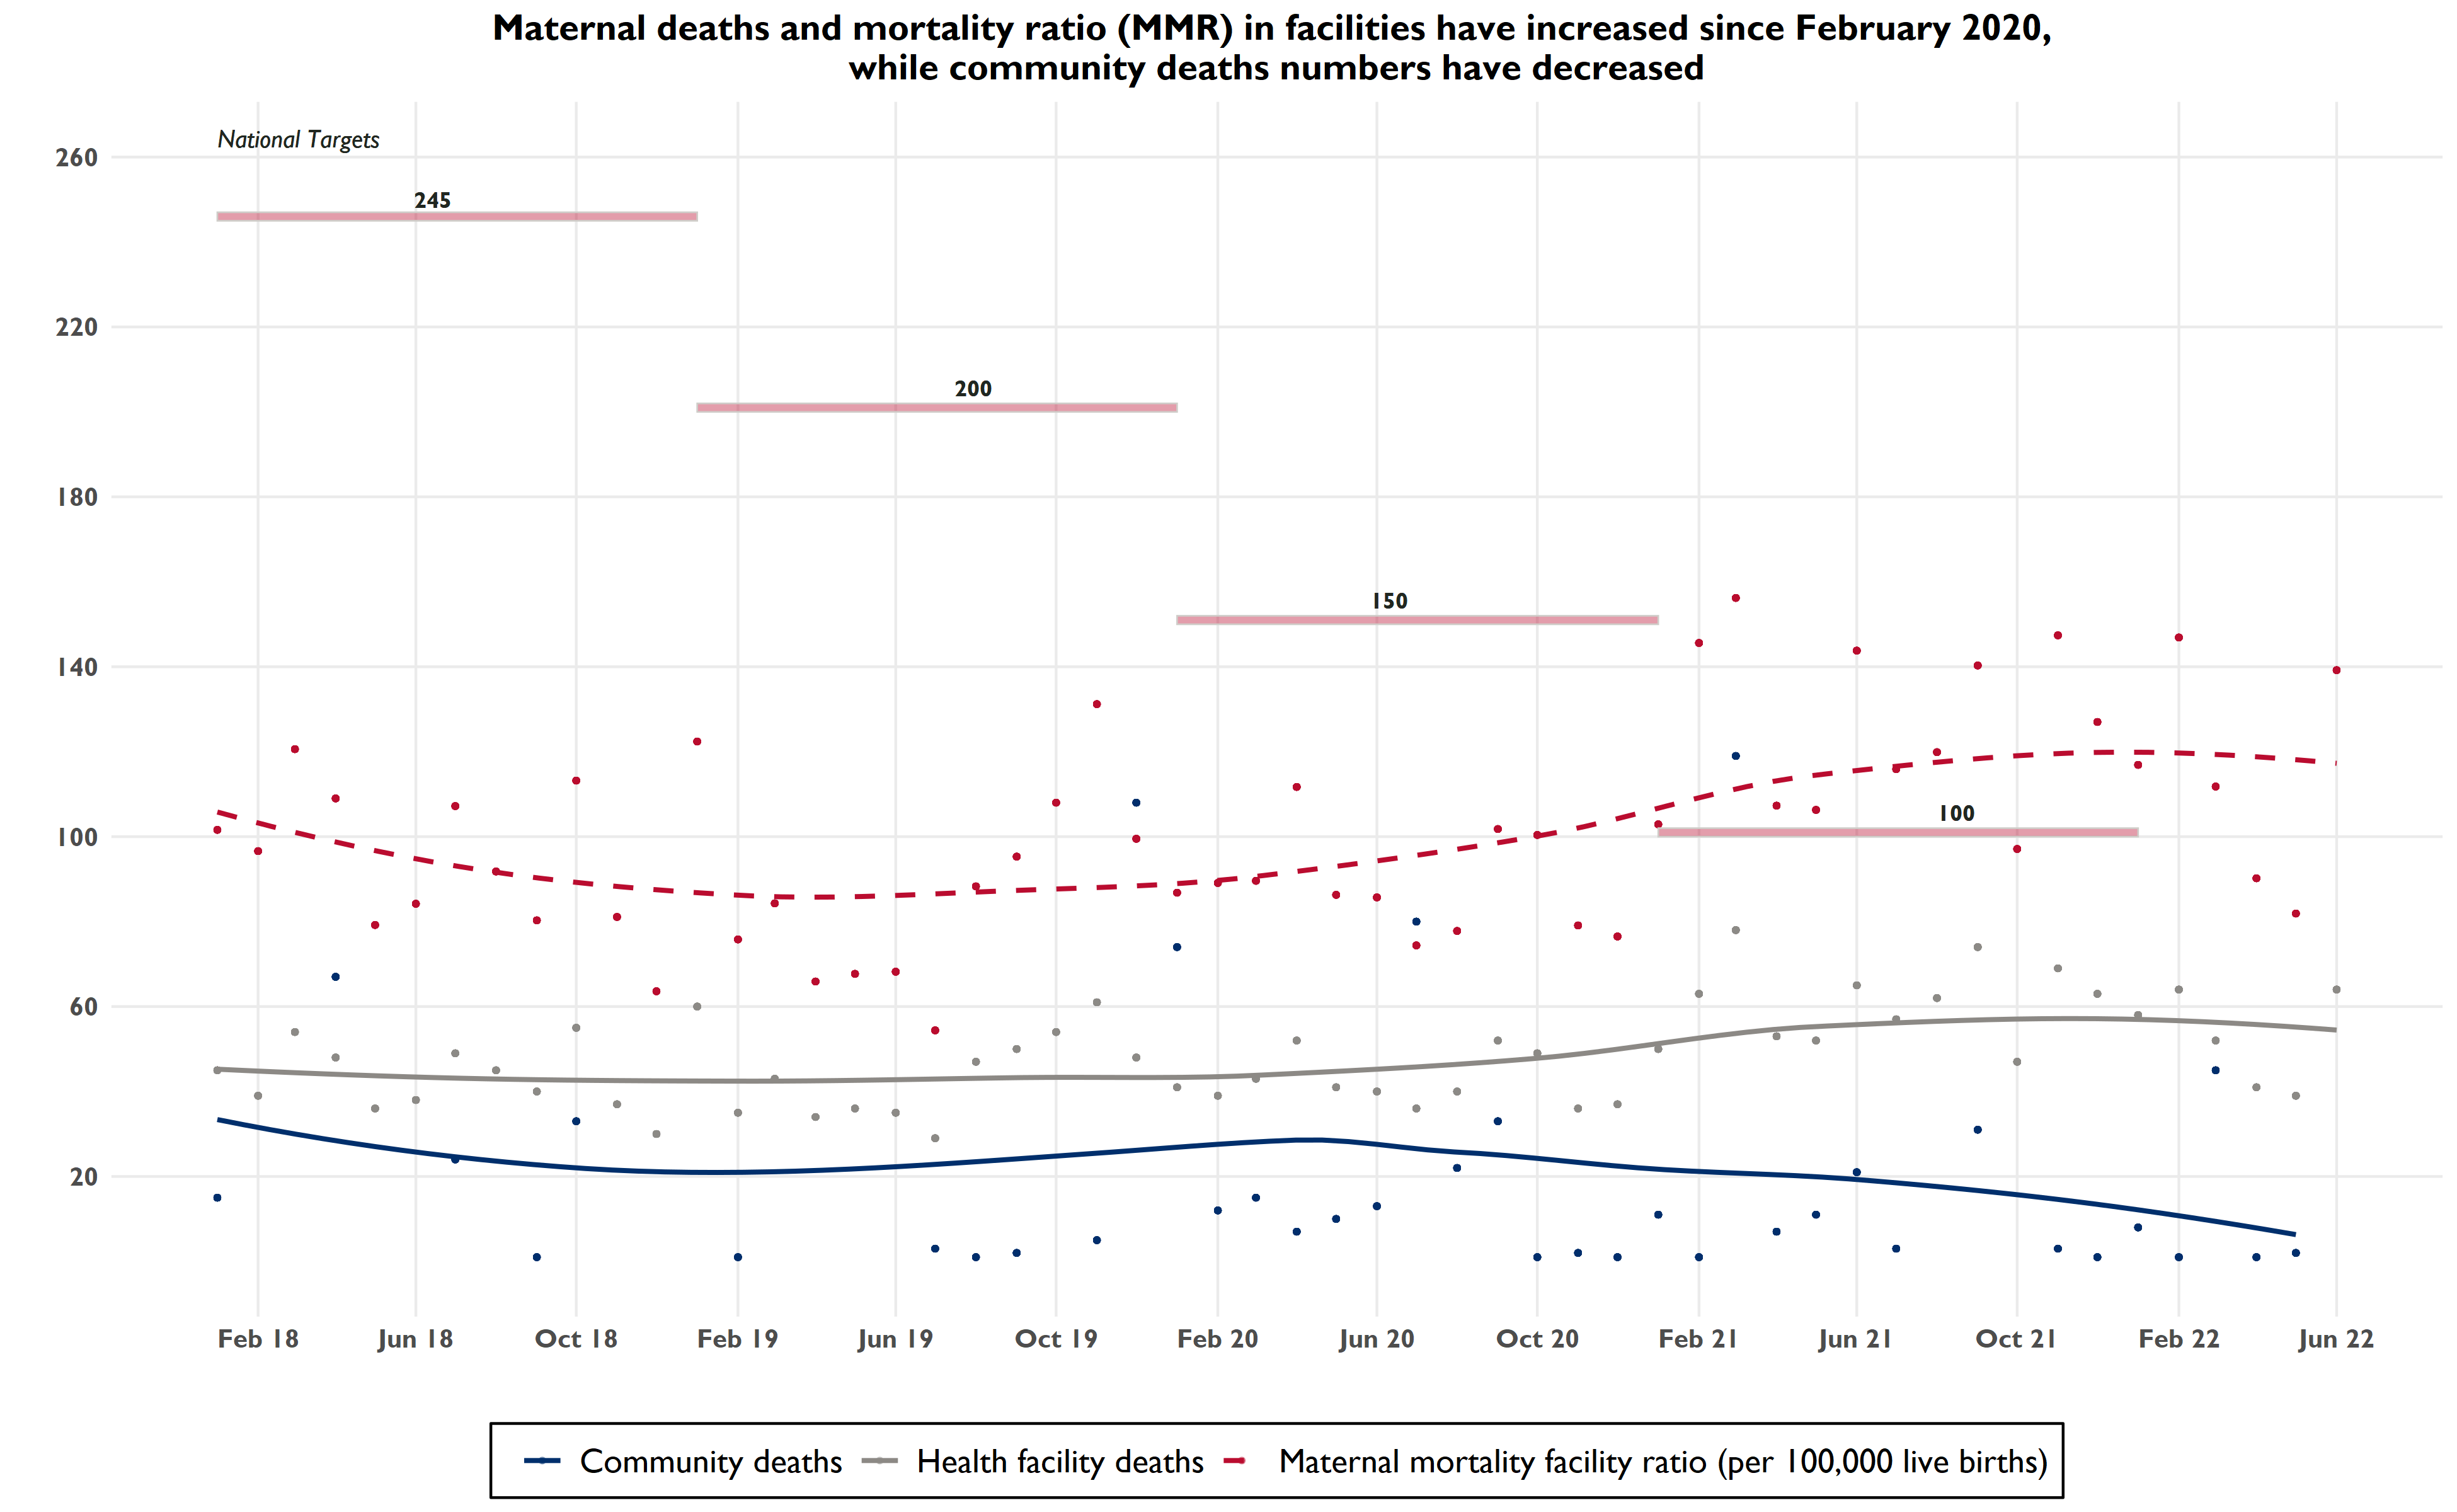 Maternal deaths and mortality ratio (MMR) in facilities have increased since February 2020,
while community deaths numbers have decreased
National Targets
260
245
220
200
180
150
140
100
100
60
20
Feb 18 Jun 18 Oct 18 Feb 19 Jun 19 Oct 19 Feb 20 Jun 20 Oct 20 Feb 21 Jun 21 Oct 21 Feb 22 Jun 22
Community deaths Health facility deaths Maternal mortality facility ratio (per 100,000 live births)